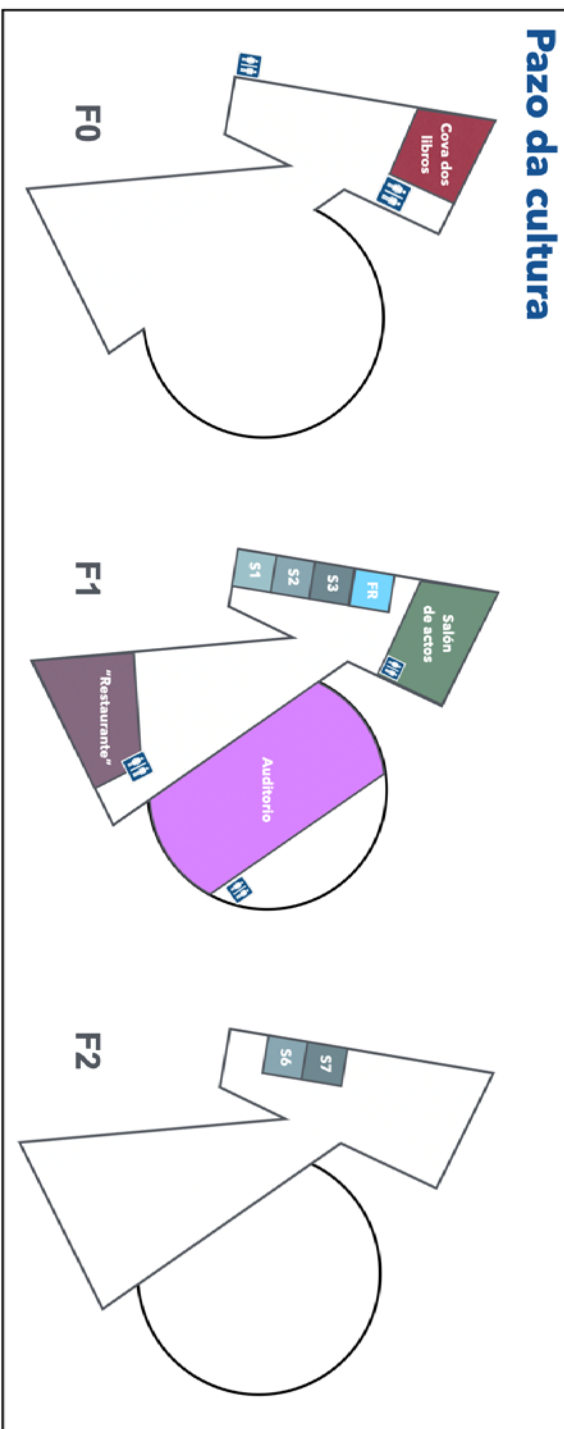 Pazo da cultura
Cova dos
libros
F0
Salón
de actos
FR
S3
S2
S1
Auditorio
"Restaurante"
F1
S7
S6
F2